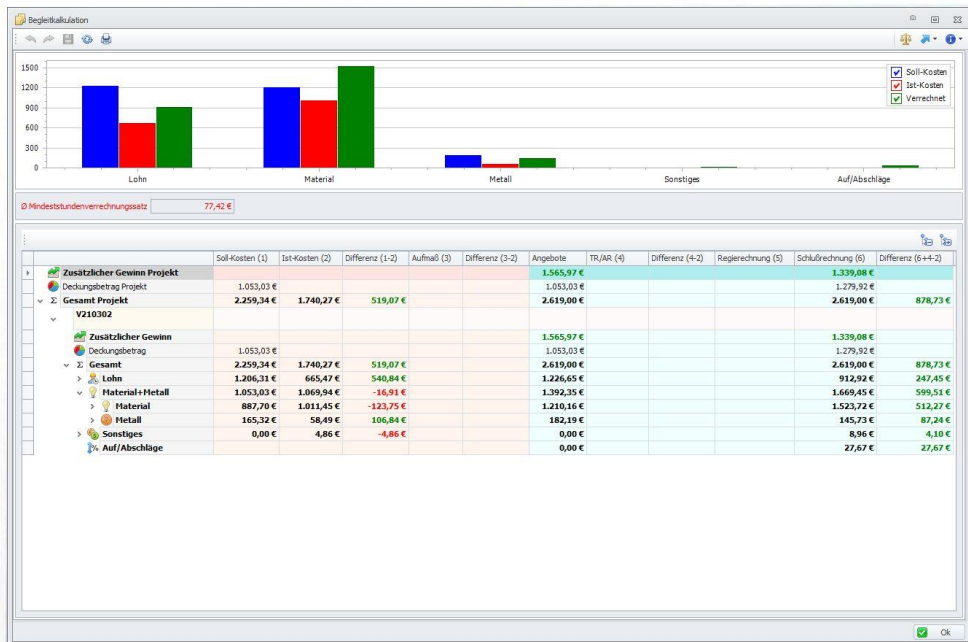 Begleitkalkulation
1500
1200
900
600
300
0
Soll-Kosten
Ist-Kosten
Verrechnet
Lohn Material Metall Sonstiges Auf/Abschläge
Ø Mindeststundenverrechnungssatz 77,42 €
Soll-Kosten (1) Ist-Kosten (2) Differenz (1-2) Aufmaß (3) Differenz (3-2) Angebote TR/AR (4) Differenz (4-2) Regierechnung (5) Schlußrechnung (6) Differenz (6+4-2)
Zusätzlicher Gewinn Projekt 1.565,97 € 1.339,08 €
Deckungsbetrag Projekt 1.053,03 € 1.053,03 € 1.279,92 €
Σ Gesamt Projekt 2.259,34 € 1.740,27 € 519,07 € 2.619,00 € 2.619,00 € 878,73 €
V210302
Zusätzlicher Gewinn 1.565,97 € 1.339,08 €
Deckungsbetrag 1.053,03 € 1.053,03 € 1.279,92 €
Σ Gesamt 2.259,34 € 1.740,27 € 519,07 € 2.619,00 € 2.619,00 € 878,73 €
Lohn 1.206,31 € 665,47 € 540,84 € 1.226,65 € 912,92 € 247,45 €
Material+Metall 1.053,03 € 1.069,94 € -16,91 € 1.392,35 € 1.669,45 € 599,51 €
Material 887,70 € 1.011,45 € -123,75 € 1.210,16 € 1.523,72 € 512,27 €
Metall 165,32 € 58,49 € 106,84 € 182,19 € 145,73 € 87,24 €
Sonstiges 0,00 € 4,86 € -4,86 € 0,00 € 8,96 € 4,10 €
Auf/Abschläge 0,00 € 27,67 € 27,67 €
Ok